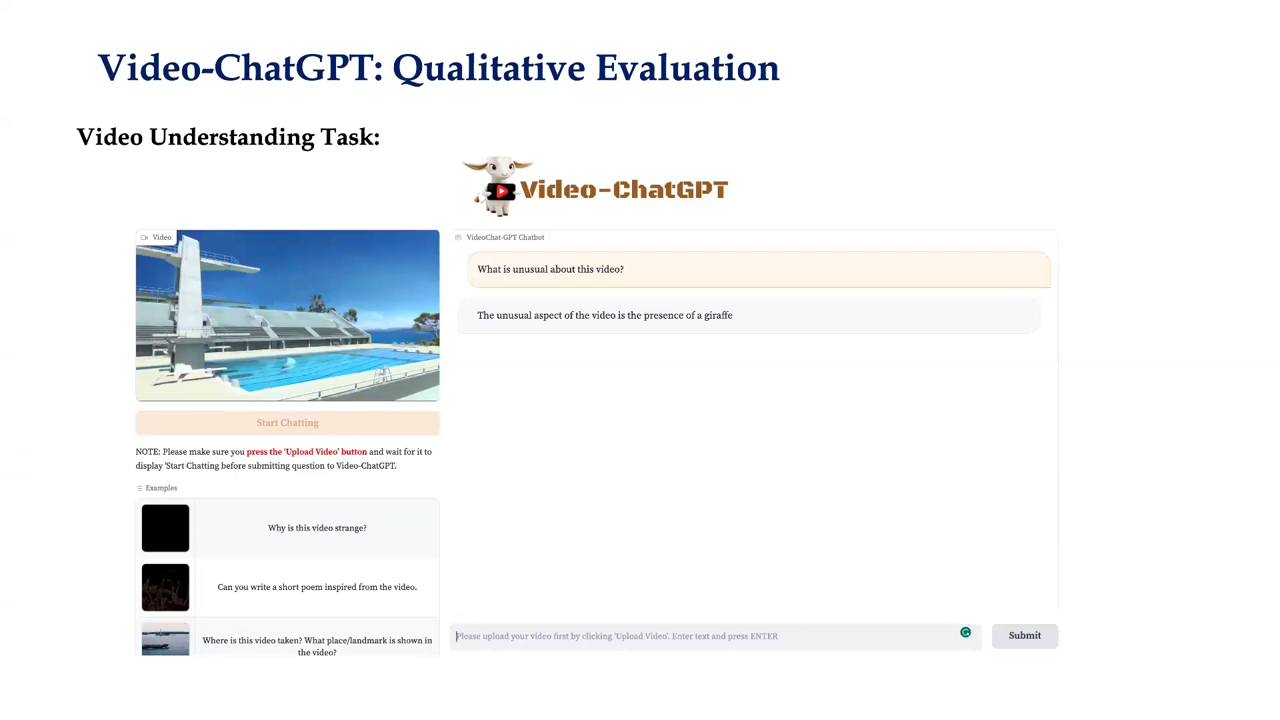 Video-ChatGPT: Qualitative Evaluation
Video Understanding Task:
Video-ChatGPT
Video
VideoChat-GPT Chatbot
What is unusual about this video?
The unusual aspect of the video is the presence of a giraffe
Start Chatting
NOTE: Please make sure you press the 'Upload Video' button and wait for it to
display 'Start Chatting before submitting question to Video-ChatGPT.
Examples
Why is this video strange?
Can you write a short poem inspired from the video.
Where is this video taken? What place/landmark is shown in
the video?
Please upload your video first by clicking 'Upload Video'. Enter text and press ENTER
Submit